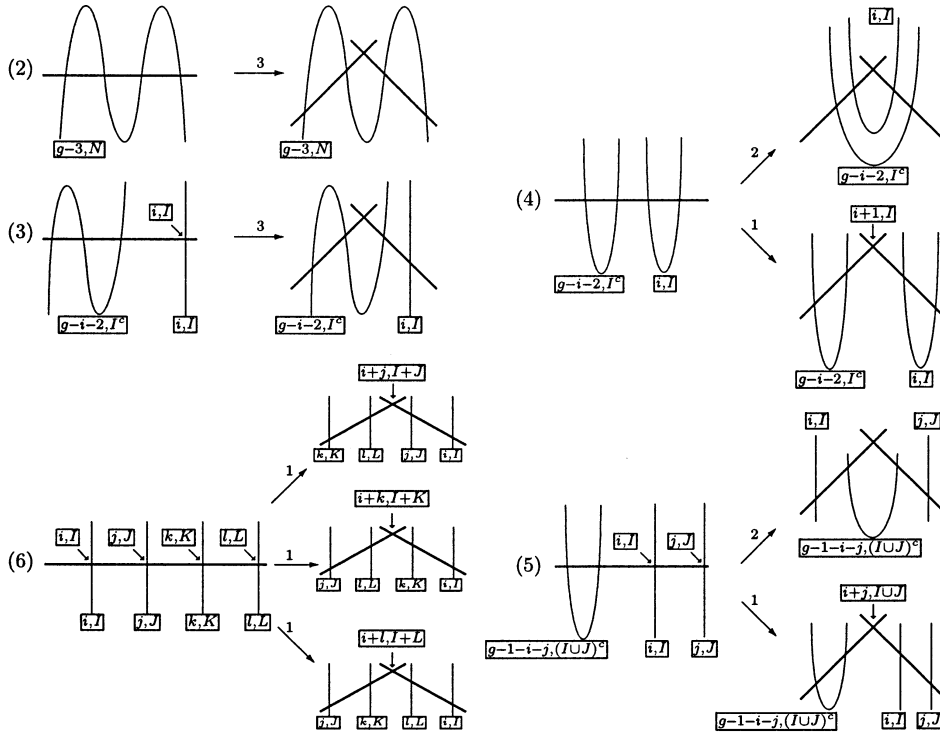 (2)
3
g−3,N
g−3,N
(3)
i,I
3
g−i−2,I^c
i,I
g−i−2,I^c
i,I
(4)
g−i−2,I^c
i,I
2
i,I
g−i−2,I^c
1
i+1,I
g−i−2,I^c
i,I
(6)
i,I
j,J
k,K
l,L
i,I
j,J
k,K
l,L
1
i+j,I+J
k,K
l,L
j,J
i,I
1
i+k,I+K
j,J
l,L
k,K
i,I
1
i+l,I+L
j,J
k,K
l,L
i,I
(5)
i,I
j,J
g−1−i−j,(I∪J)^c
i,I
j,J
2
i,I
j,J
g−1−i−j,(I∪J)^c
1
i+j,I∪J
g−1−i−j,(I∪J)^c
i,I
j,J